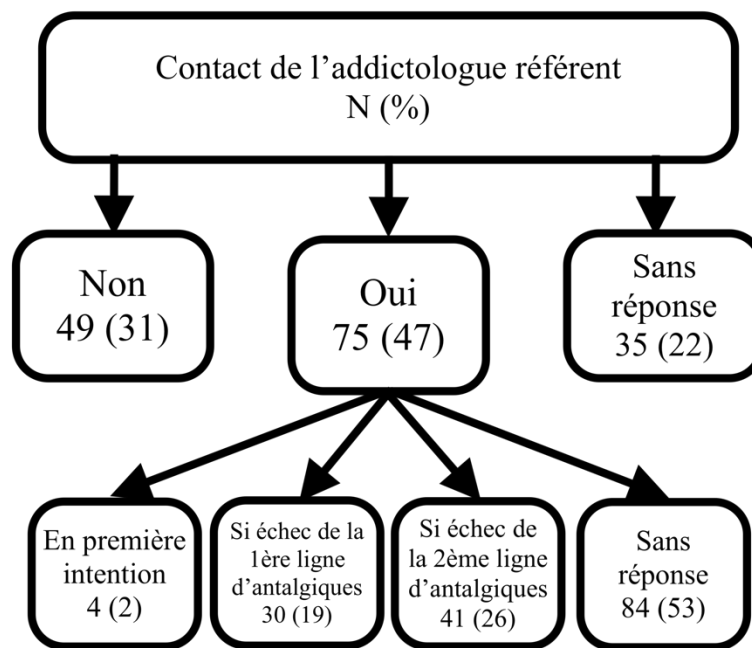 Contact de l’addictologue référent
N (%)
Non
49 (31)
Oui
75 (47)
Sans
réponse
35 (22)
En première
intention
4 (2)
Si échec de la
1ère ligne
d’antalgiques
30 (19)
Si échec de
la 2ème ligne
d’antalgiques
41 (26)
Sans
réponse
84 (53)